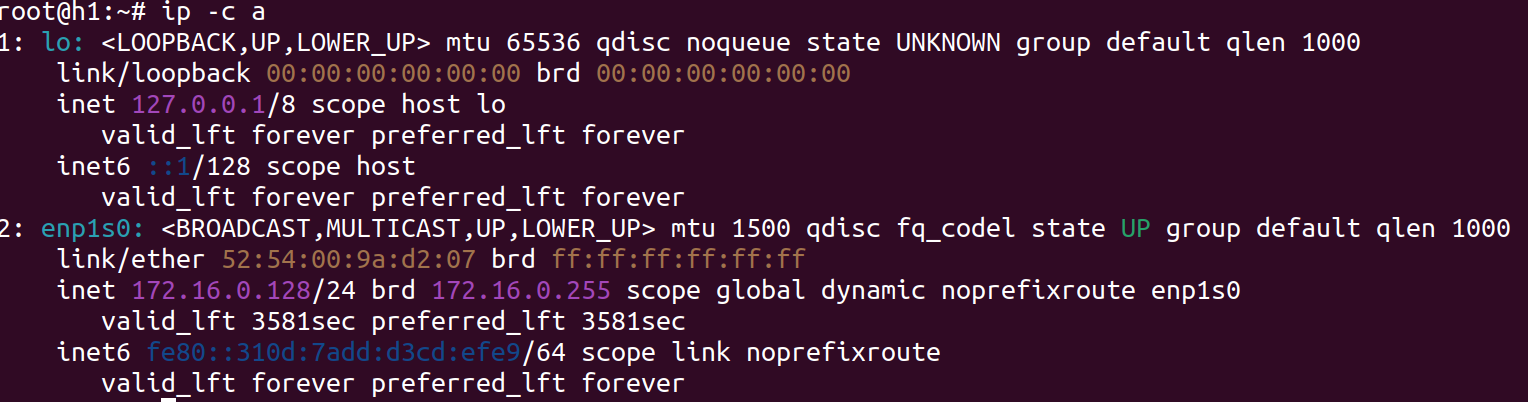 root@h1:~# ip -c a
1: lo: <LOOPBACK,UP,LOWER_UP> mtu 65536 qdisc noqueue state UNKNOWN group default qlen 1000
link/loopback 00:00:00:00:00:00 brd 00:00:00:00:00:00
inet 127.0.0.1/8 scope host lo
valid_lft forever preferred_lft forever
inet6 ::1/128 scope host
valid_lft forever preferred_lft forever
2: enp1s0: <BROADCAST,MULTICAST,UP,LOWER_UP> mtu 1500 qdisc fq_codel state UP group default qlen 1000
link/ether 52:54:00:9a:d2:07 brd ff:ff:ff:ff:ff:ff
inet 172.16.0.128/24 brd 172.16.0.255 scope global dynamic noprefixroute enp1s0
valid_lft 3581sec preferred_lft 3581sec
inet6 fe80::310d:7add:d3cd:efe9/64 scope link noprefixroute
valid_lft forever preferred_lft forever